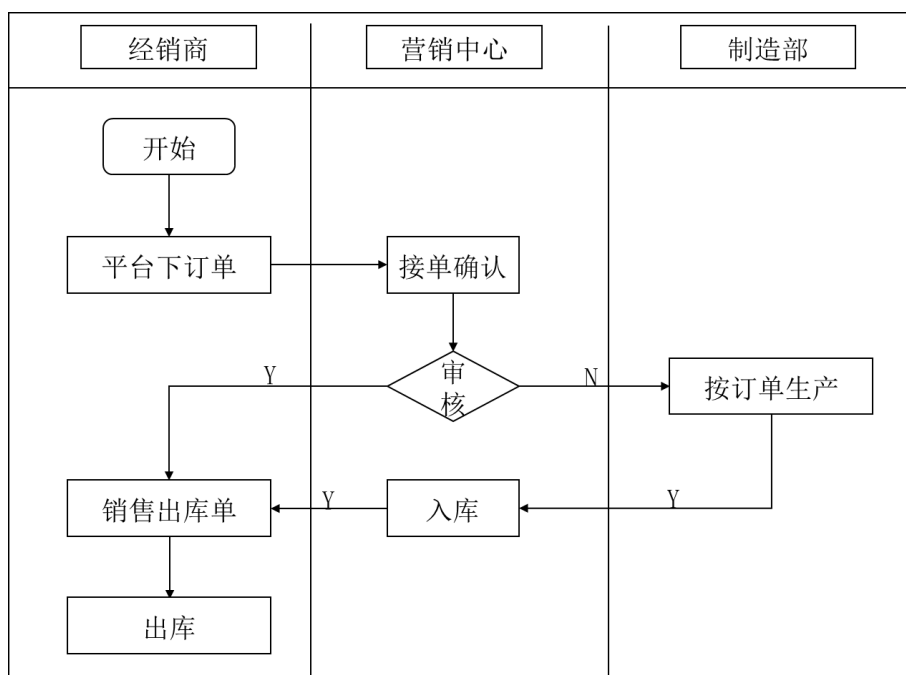 经销商
营销中心
制造部
开始
平台下订单
接单确认
审
核
Y
N
按订单生产
销售出库单
Y
入库
Y
出库